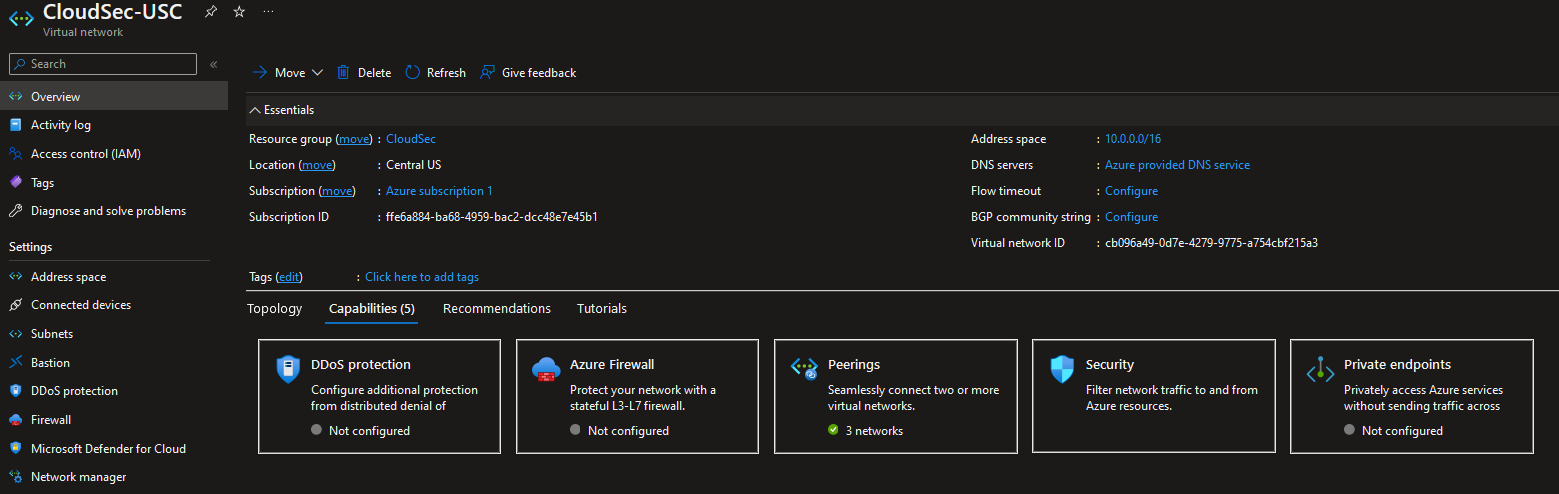 CloudSec-USC
Virtual network
Search
«
Overview
Activity log
Access control (IAM)
Tags
Diagnose and solve problems
Settings
Address space
Connected devices
Subnets
Bastion
DDoS protection
Firewall
Microsoft Defender for Cloud
Network manager
Move
Delete
Refresh
Give feedback
Essentials
Resource group (move) : CloudSec
Location (move) : Central US
Subscription (move) : Azure subscription 1
Subscription ID : ffe6a884-ba68-4959-bac2-dcc48e7e45b1
Address space : 10.0.0.0/16
DNS servers : Azure provided DNS service
Flow timeout : Configure
BGP community string : Configure
Virtual network ID : cb096a49-0d7e-4279-9775-a754cbf215a3
Tags (edit) : Click here to add tags
Topology
Capabilities (5)
Recommendations
Tutorials
DDoS protection
Configure additional protection
from distributed denial of
Not configured
Azure Firewall
Protect your network with a
stateful L3-L7 firewall.
Not configured
Peerings
Seamlessly connect two or more
virtual networks.
3 networks
Security
Filter network traffic to and from
Azure resources.
Private endpoints
Privately access Azure services
without sending traffic across
Not configured